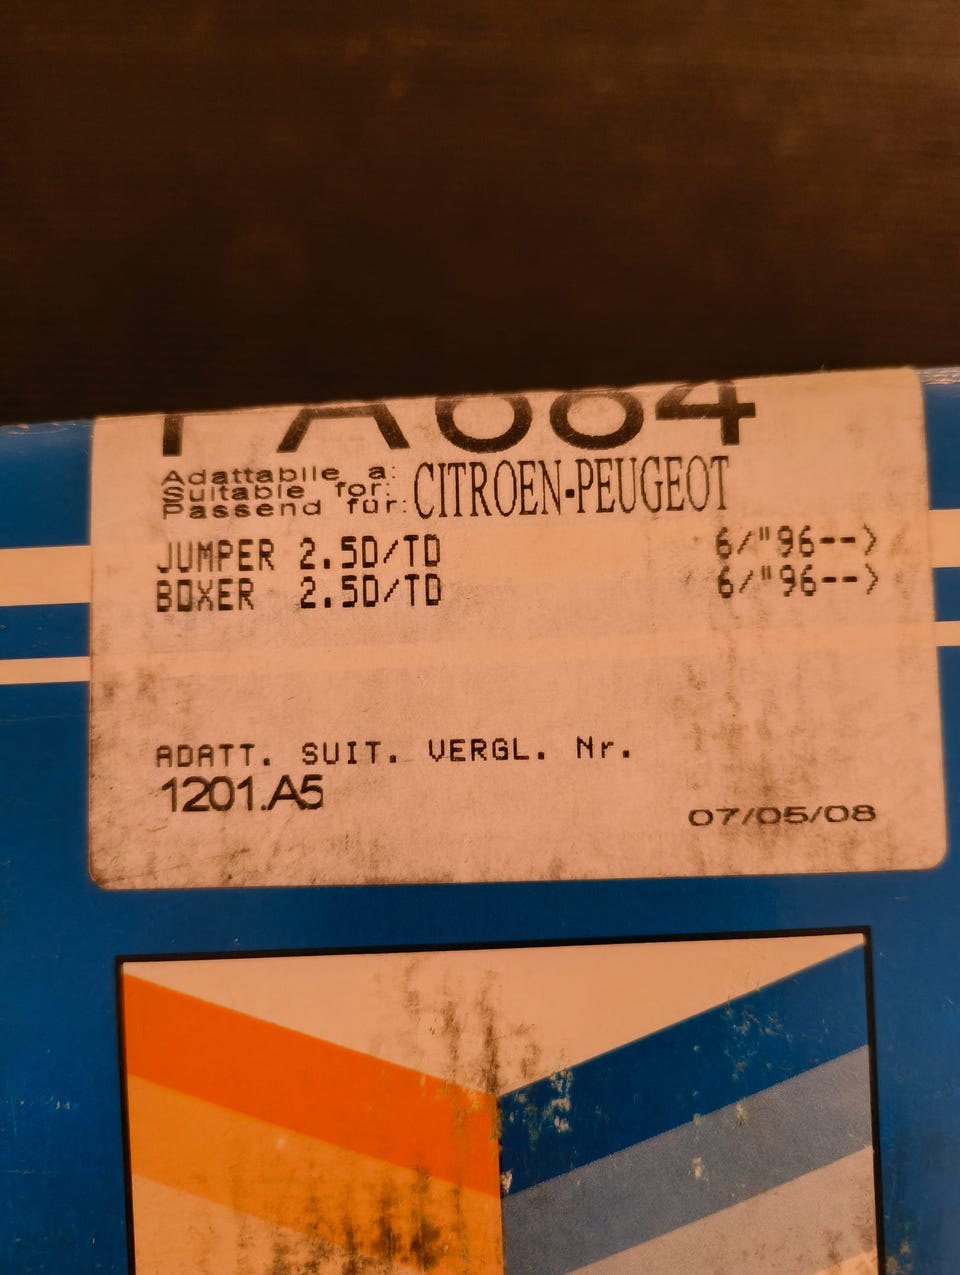 PA684
Adattabile a:
Suitable for:
Passend für:
CITROEN-PEUGEOT
JUMPER 2.5D/TD 6/"96-->
BOXER 2.5D/TD 6/"96-->
ADATT. SUIT. VERGL. Nr.
1201.A5
07/05/08